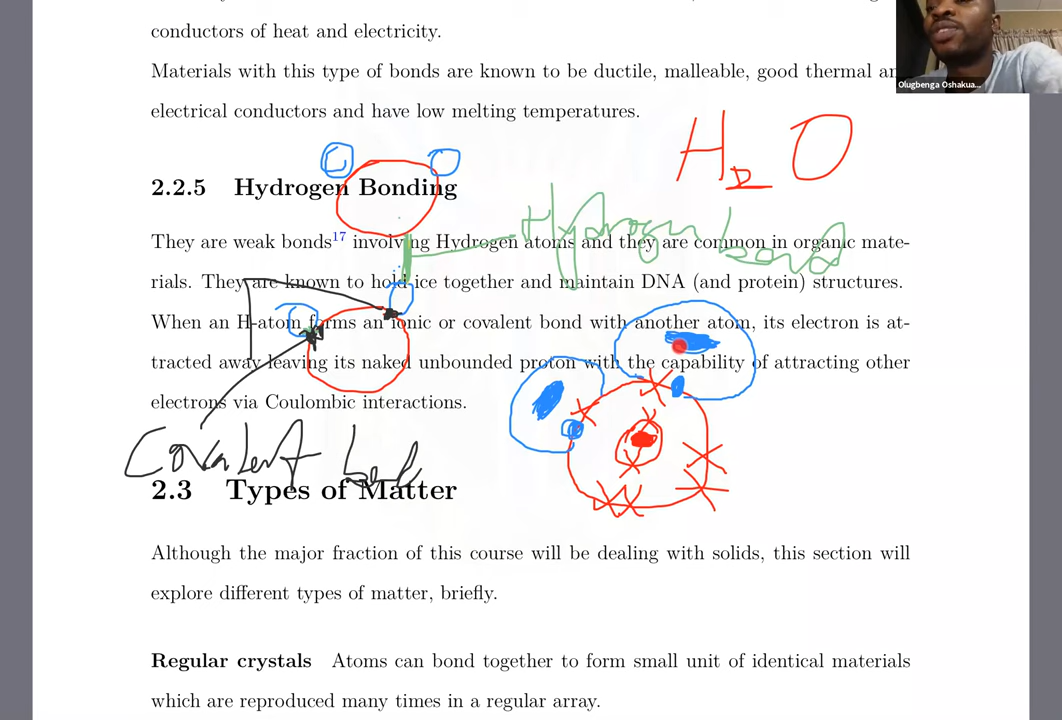 conductors of heat and electricity.
Materials with this type of bonds are known to be ductile, malleable, good thermal an
electrical conductors and have low melting temperatures.
Olugbenga Oshakua...
H2O
2.2.5 Hydrogen Bonding
Hydrogen bond
They are weak bonds17 involving Hydrogen atoms and they are common in organic mate-
rials. They are known to hold ice together and maintain DNA (and protein) structures.
When an H-atom forms an ionic or covalent bond with another atom, its electron is at-
tracted away leaving its naked unbounded proton with the capability of attracting other
electrons via Coulombic interactions.
Covalent
2.3 Types of Matter
Although the major fraction of this course will be dealing with solids, this section will
explore different types of matter, briefly.
Regular crystals Atoms can bond together to form small unit of identical materials
which are reproduced many times in a regular array.